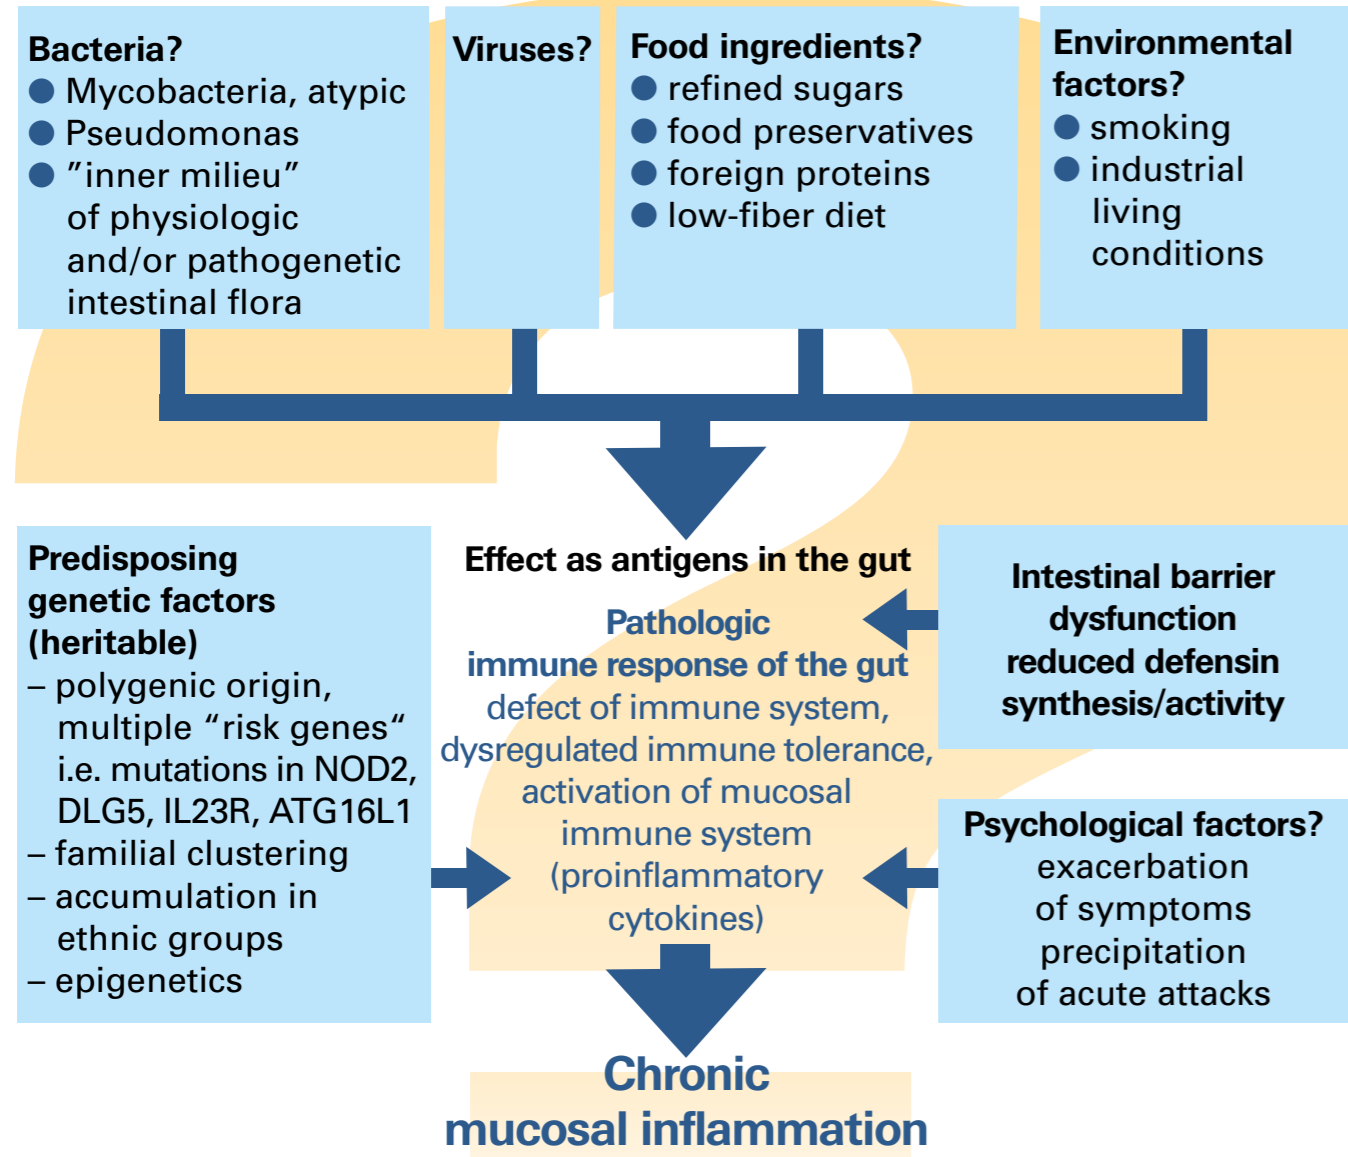 Bacteria?
● Mycobacteria, atypic
● Pseudomonas
● ”inner milieu”
of physiologic
and/or pathogenetic
intestinal flora
Viruses?
Food ingredients?
● refined sugars
● food preservatives
● foreign proteins
● low-fiber diet
Environmental
factors?
● smoking
● industrial
living
conditions
Effect as antigens in the gut
Predisposing
genetic factors
(heritable)
– polygenic origin,
multiple “risk genes“
i.e. mutations in NOD2,
DLG5, IL23R, ATG16L1
– familial clustering
– accumulation in
ethnic groups
– epigenetics
Pathologic
immune response of the gut
defect of immune system,
dysregulated immune tolerance,
activation of mucosal
immune system
(proinflammatory
cytokines)
Intestinal barrier
dysfunction
reduced defensin
synthesis/activity
Psychological factors?
exacerbation
of symptoms
precipitation
of acute attacks
Chronic
mucosal inflammation